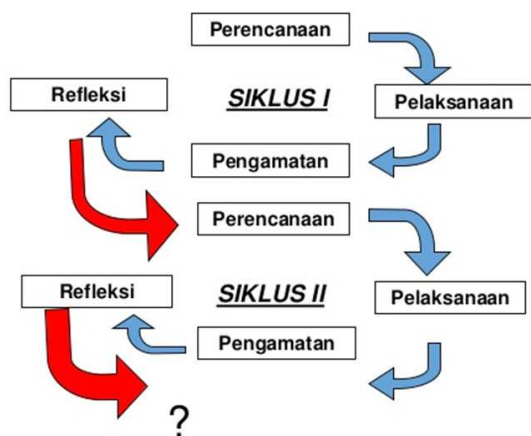 Perencanaan
Refleksi
SIKLUS I
Pelaksanaan
Pengamatan
Perencanaan
Refleksi
SIKLUS II
Pelaksanaan
Pengamatan
?